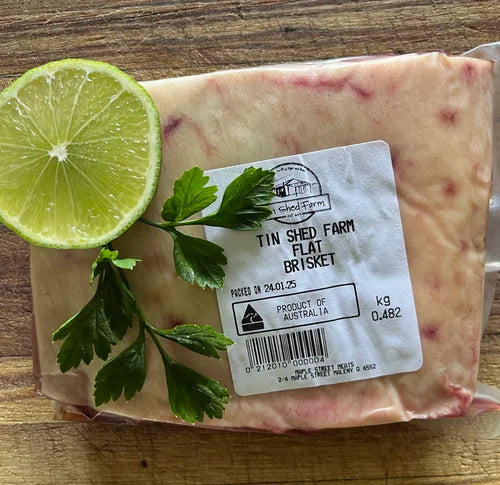 Shed Farm
TIN SHED FARM
FLAT
BRISKET
PACKED ON 24.01.25
PRODUCT OF
AUSTRALIA
kg
0.482
0 212010 000004
MAPLE STREET MEATS
2-6 MAPLE STREET MALENY Q 4552